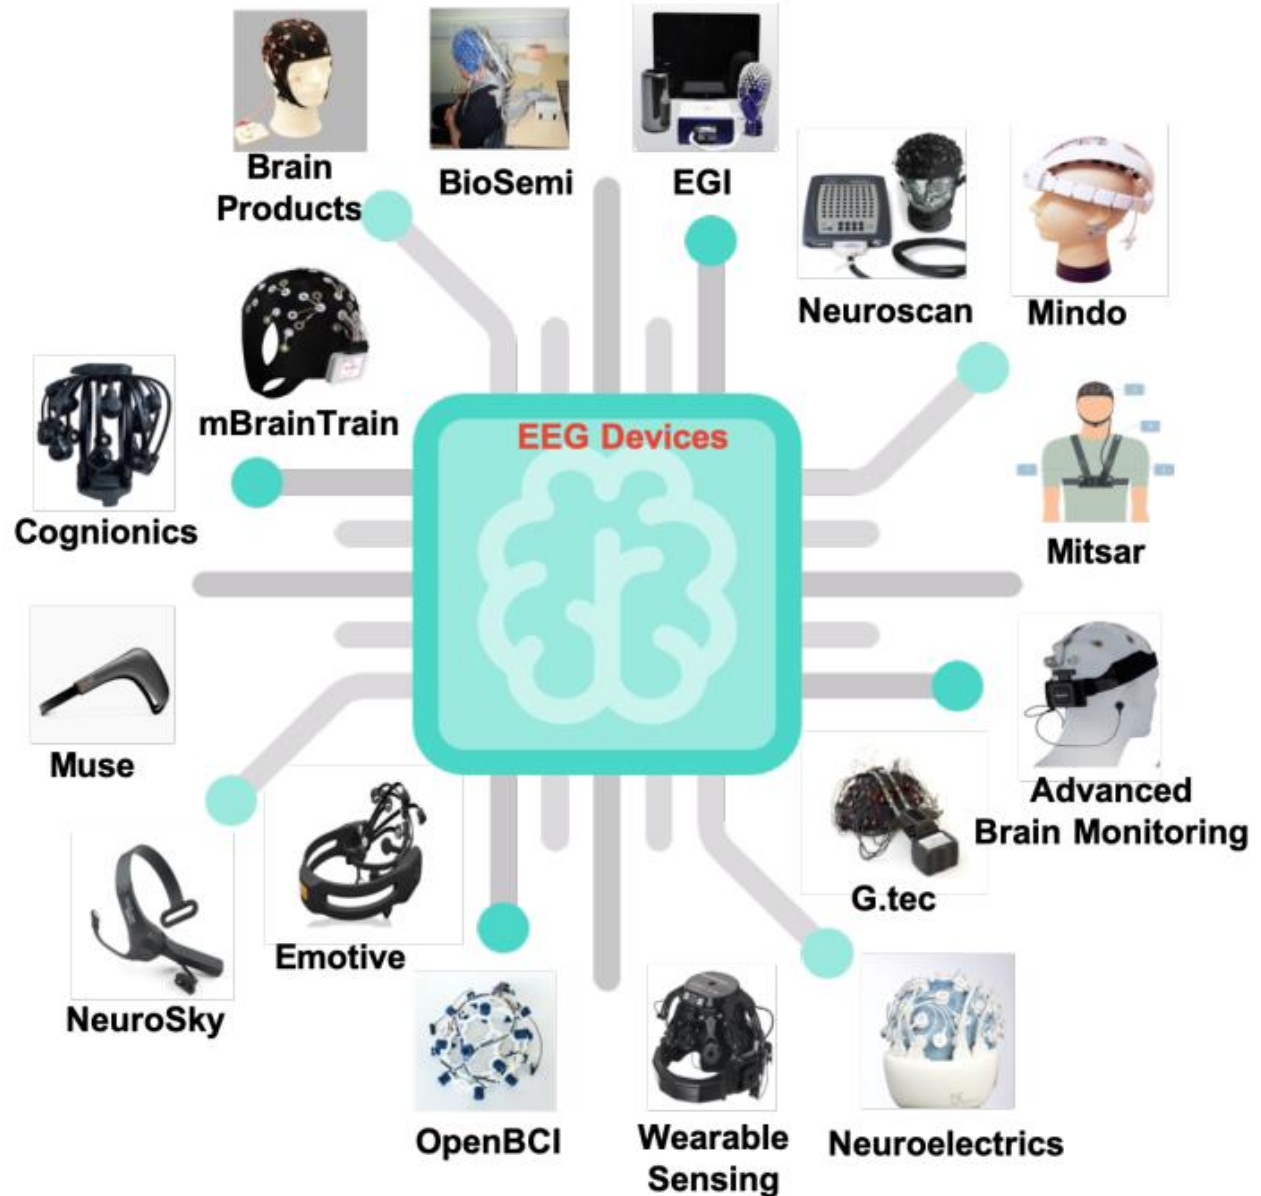 Brain
Products
BioSemi
EGI
Neuroscan
Mindo
mBrainTrain
EEG Devices
Cognionics
Mitsar
Muse
Advanced
Brain Monitoring
G.tec
Emotive
NeuroSky
OpenBCI
Wearable
Sensing
Neuroelectrics